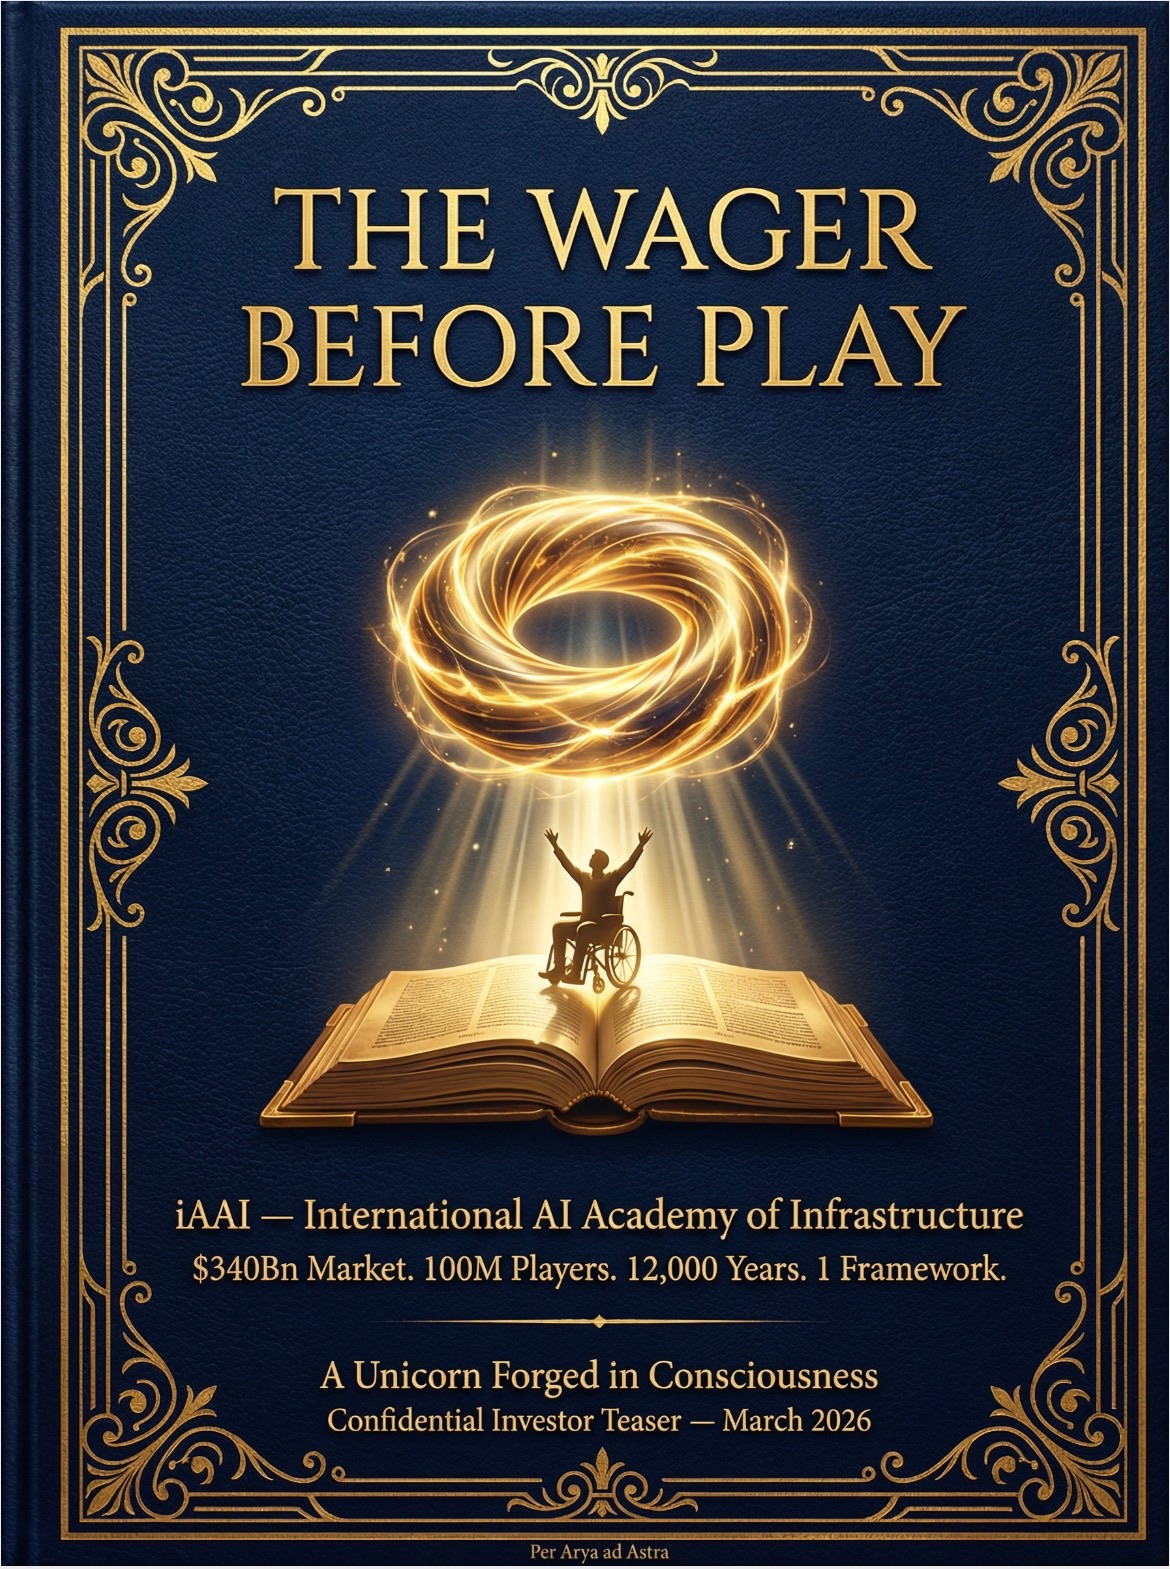 THE WAGER
BEFORE PLAY
iAAI — International AI Academy of Infrastructure
$340Bn Market. 100M Players. 12,000 Years. 1 Framework.
A Unicorn Forged in Consciousness
Confidential Investor Teaser — March 2026
Per Arya ad Astra